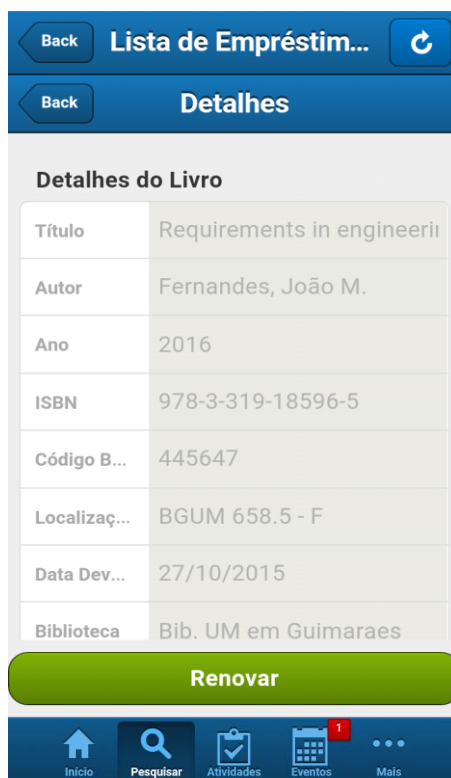 Back Lista de Empréstim...
Back Detalhes
Detalhes do Livro
Título Requirements in engineerin
Autor Fernandes, João M.
Ano 2016
ISBN 978-3-319-18596-5
Código B... 445647
Localizaç... BGUM 658.5 - F
Data Dev... 27/10/2015
Biblioteca Bib. UM em Guimaraes
Renovar
1
Início Pesquisar Atividades Eventos Mais